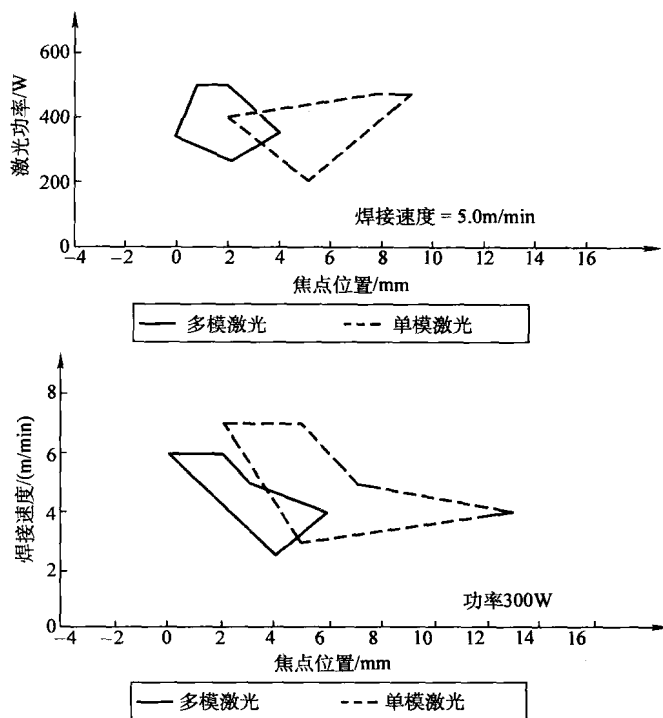 激光功率/W
600
400
200
0
焊接速度 = 5.0m/min
−4 −2 0 2 4 6 8 10 12 14 16
焦点位置/mm
多模激光 单模激光
焊接速度/(m/min)
8
6
4
2
0
功率300W
−4 −2 0 2 4 6 8 10 12 14 16
焦点位置/mm
多模激光 单模激光